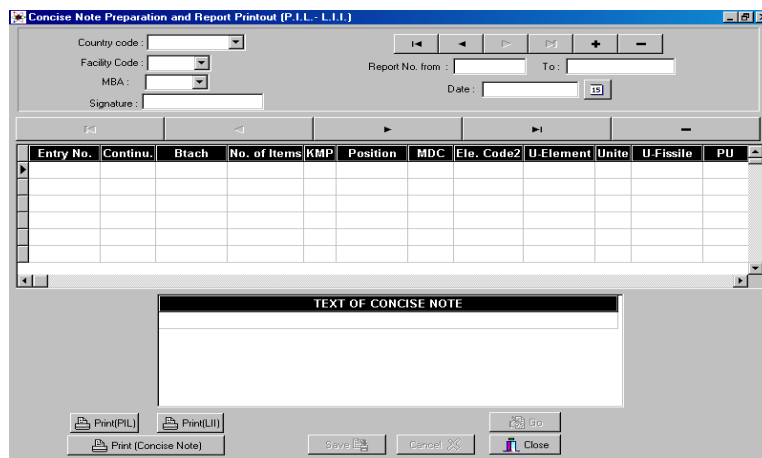 Concise Note Preparation and Report Printout (P.I.L.- L.I.I.)
Country code :
Facility Code :
MBA :
Signature :
Report No. from : To :
Date : 15
Entry No. Continu. Btach No. of Items KMP Position MDC Ele. Code2 U-Element Unite U-Fissile PU
TEXT OF CONCISE NOTE
Print(PIL) Print(LII) Go
Print (Concise Note) Save Cancel Close